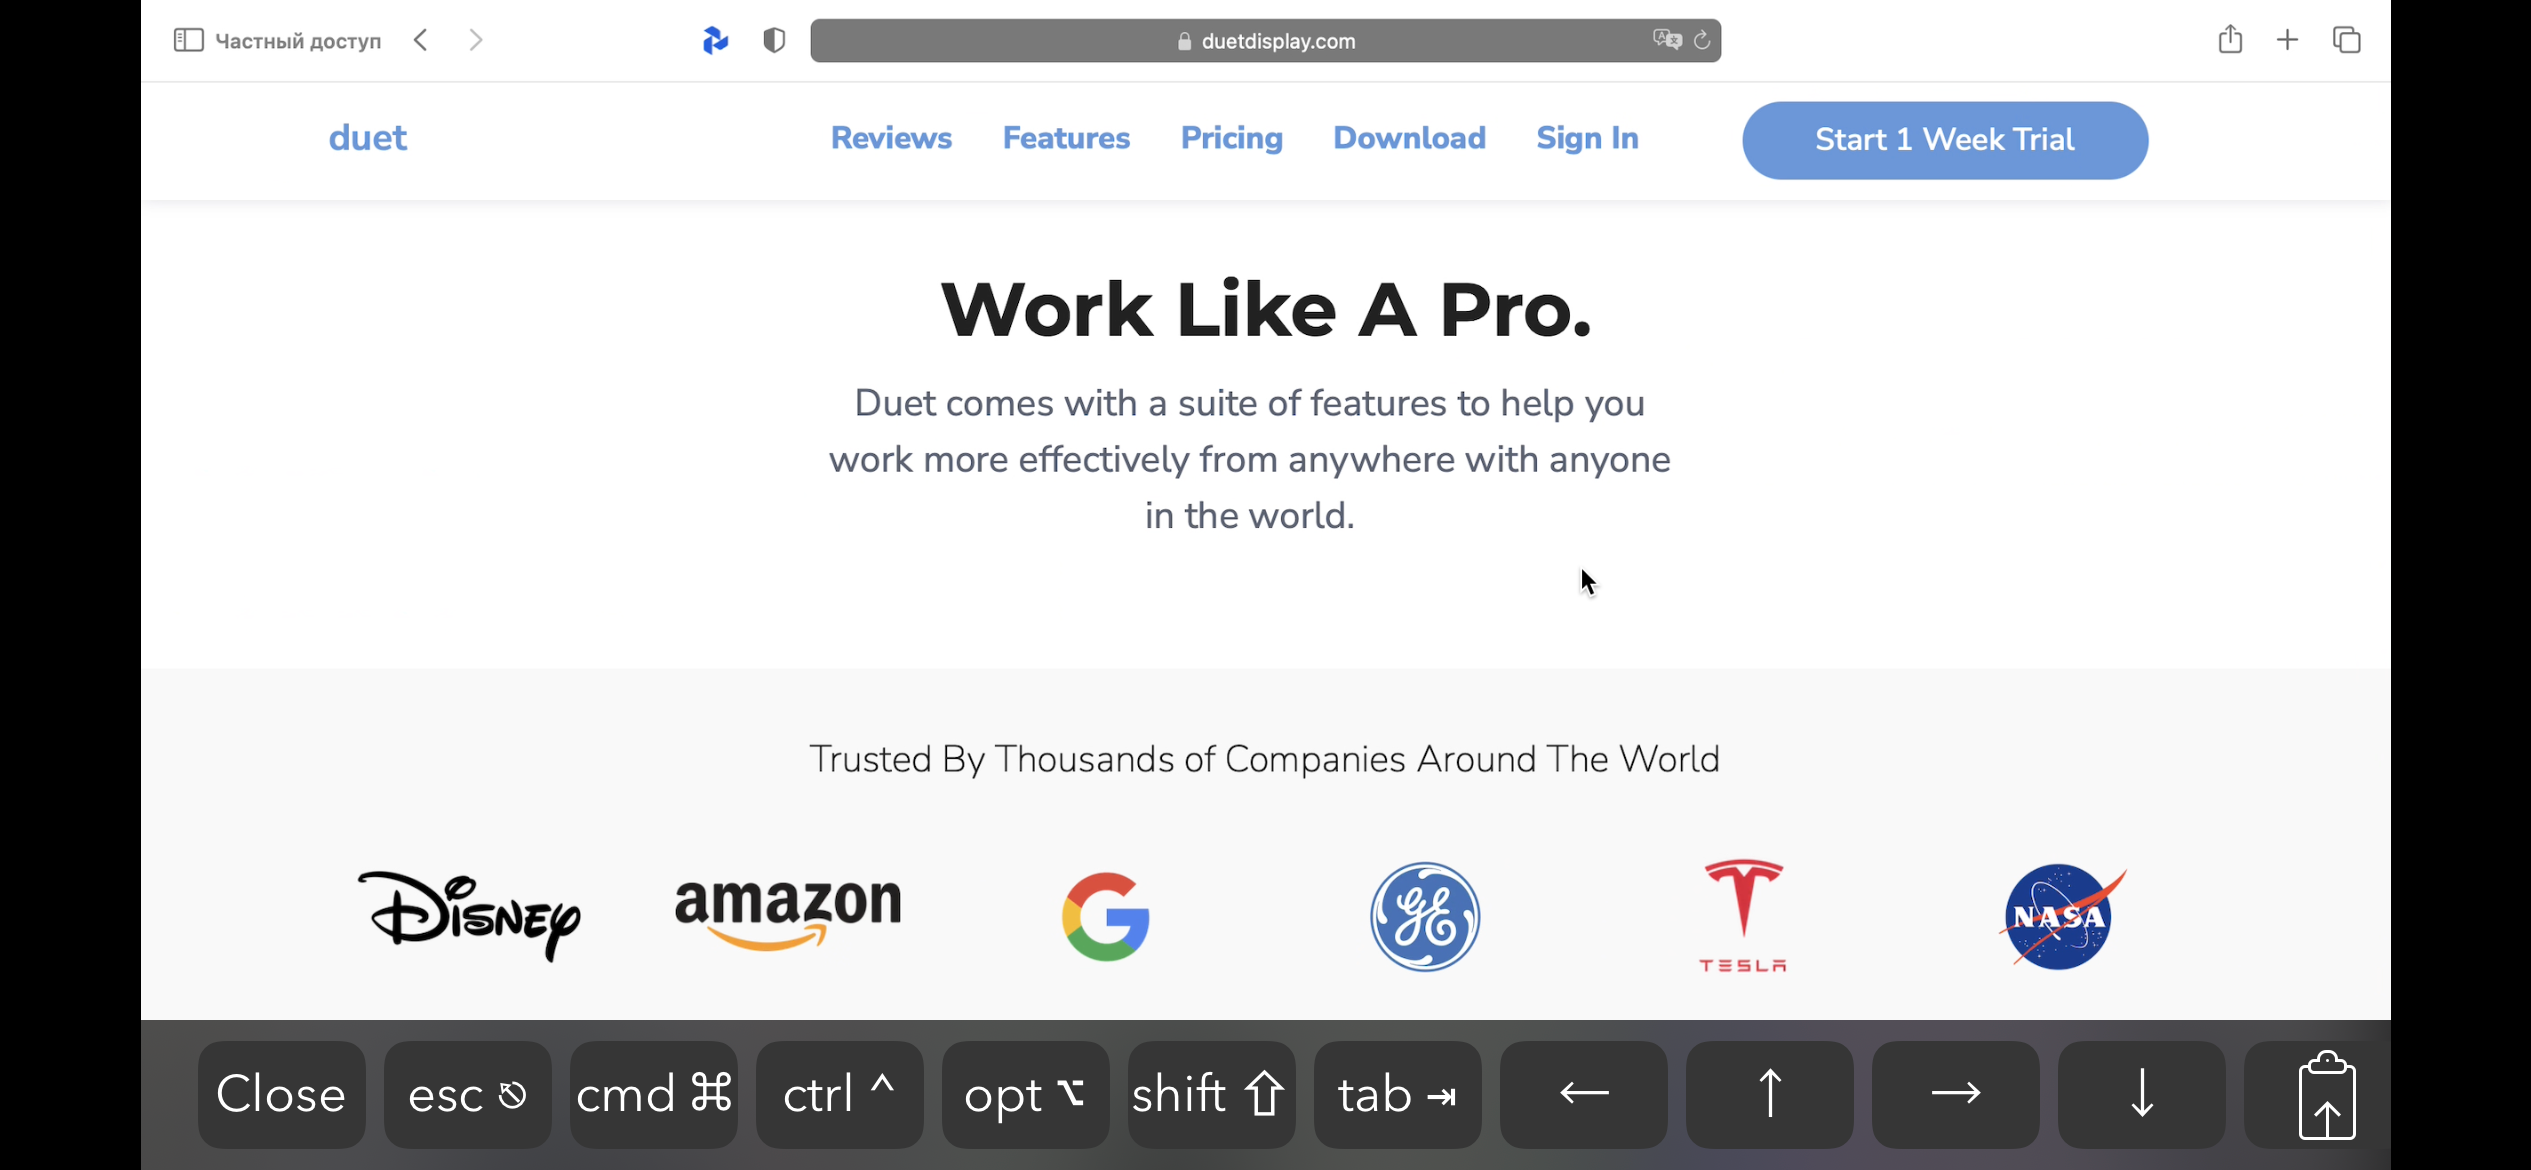 Частный доступ
duetdisplay.com
duet
Reviews
Features
Pricing
Download
Sign In
Start 1 Week Trial
Work Like A Pro.
Duet comes with a suite of features to help you
work more effectively from anywhere with anyone
in the world.
Trusted By Thousands of Companies Around The World
Disney
amazon
G
GE
TESLA
NASA
Close
esc
cmd ⌘
ctrl ^
opt ⌥
shift ⇧
tab ⇥
←
↑
→
↓